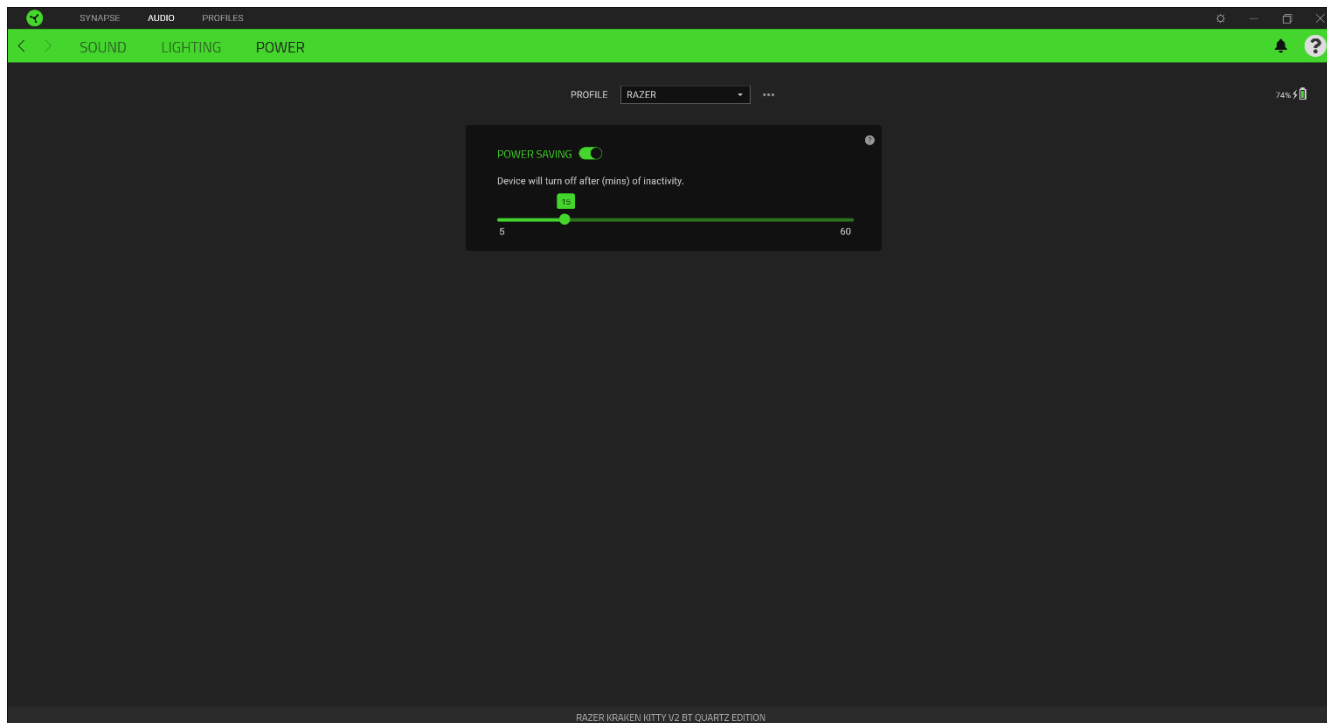 SYNAPSE AUDIO PROFILES
SOUND LIGHTING POWER
PROFILE RAZER 74%
POWER SAVING
Device will turn off after (mins) of inactivity.
15
5 60
RAZER KRAKEN KITTY V2 BT QUARTZ EDITION